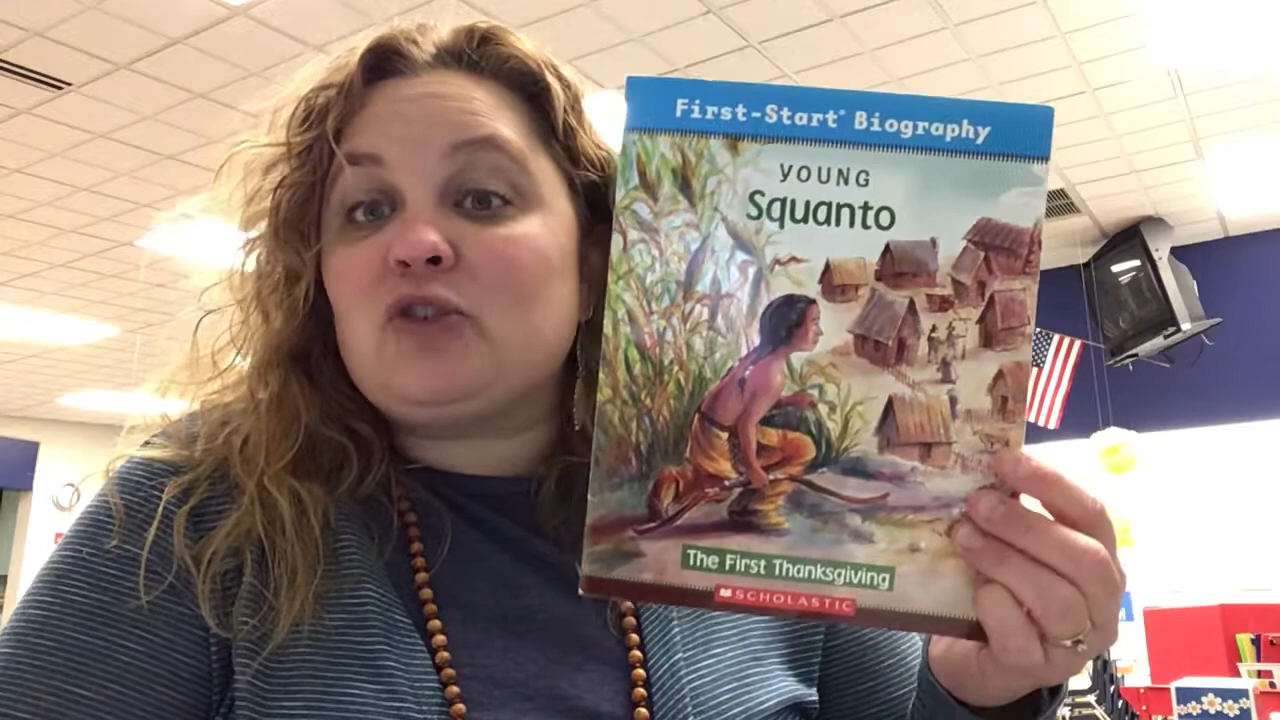 First-Start® Biography
YOUNG
Squanto
The First Thanksgiving
SCHOLASTIC